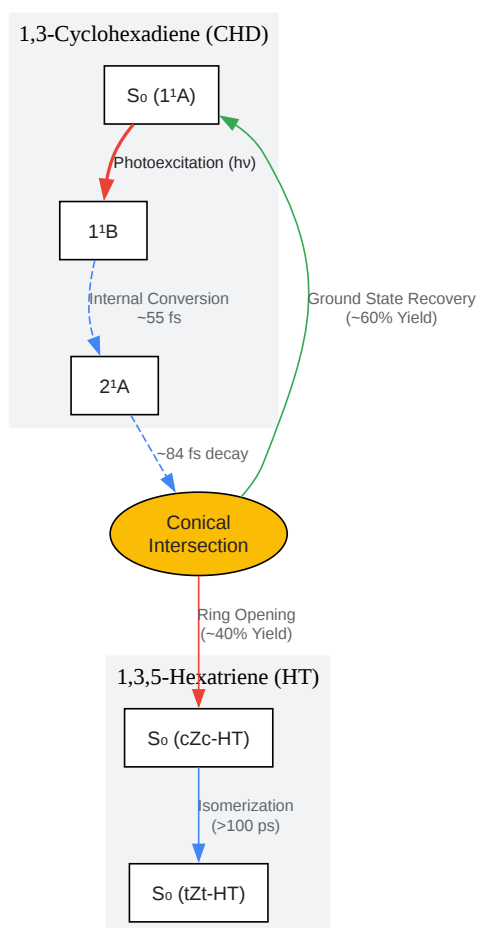 1,3-Cyclohexadiene (CHD)
S₀ (1¹A)
Photoexcitation (hν)
1¹B
Internal Conversion
~55 fs
Ground State Recovery
(~60% Yield)
2¹A
~84 fs decay
Conical
Intersection
Ring Opening
(~40% Yield)
1,3,5-Hexatriene (HT)
S₀ (cZc-HT)
Isomerization
(>100 ps)
S₀ (tZt-HT)